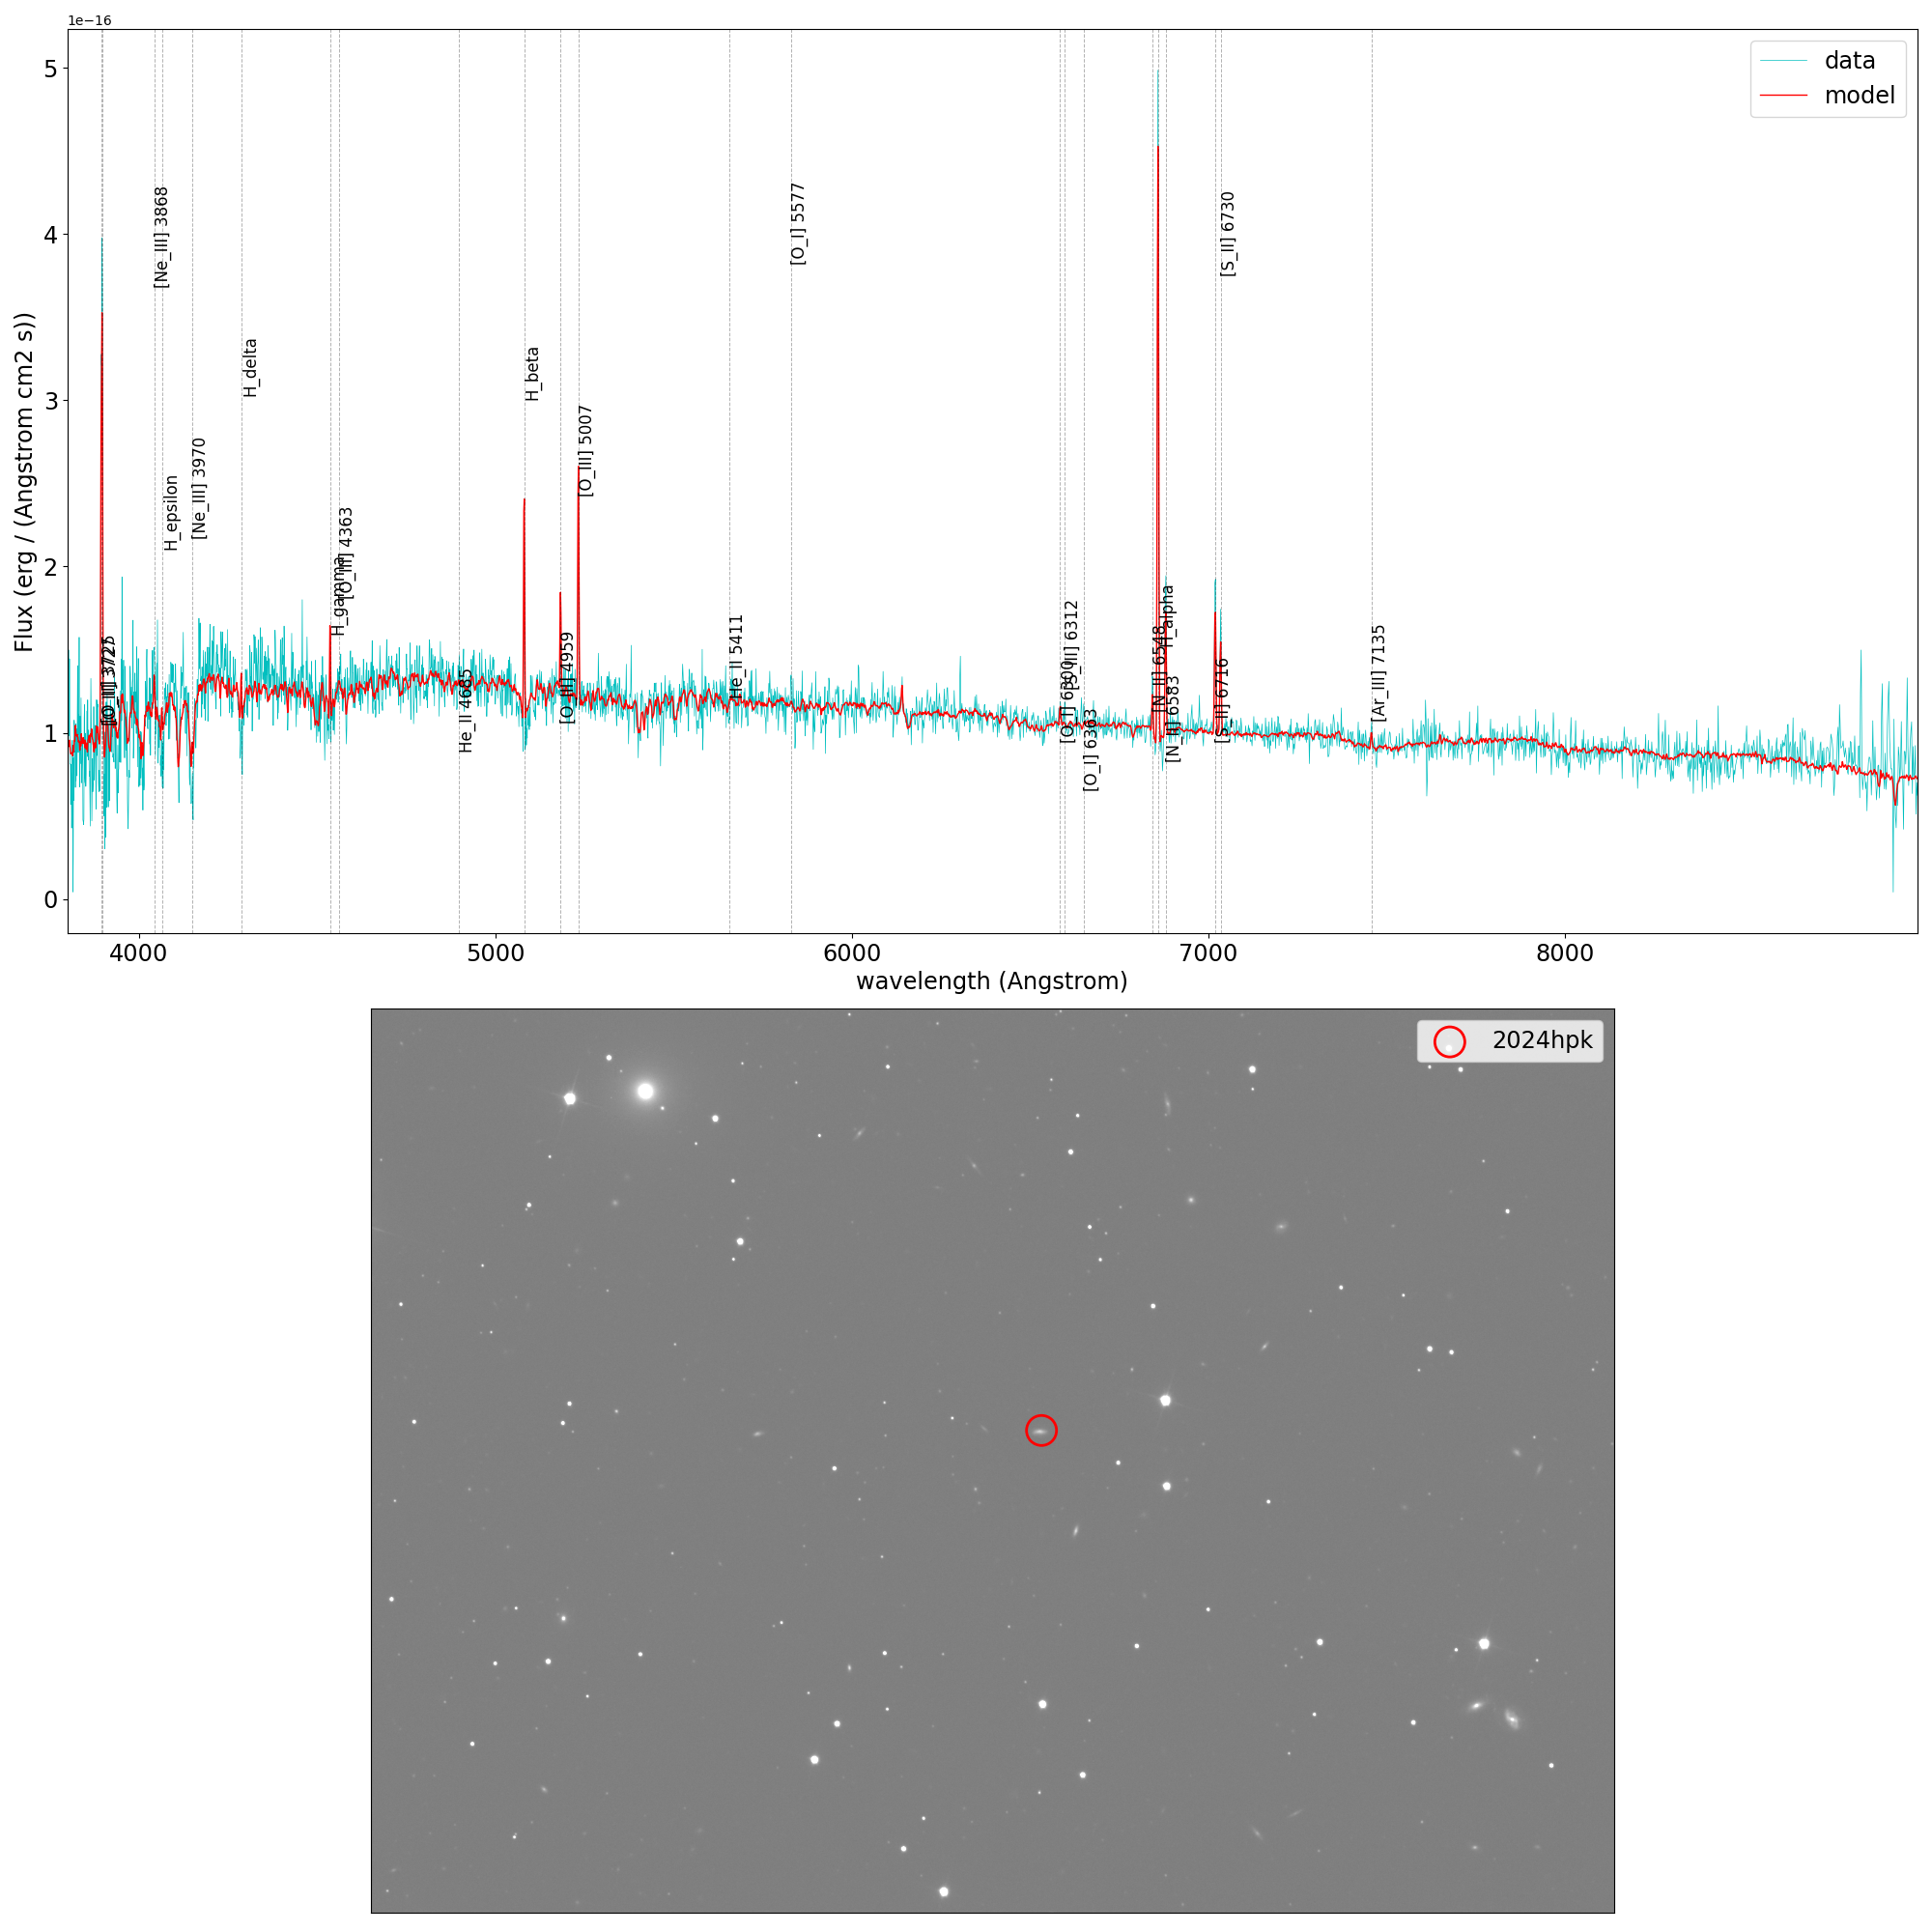 1e−16
data
model
Flux (erg / (Angstrom cm2 s))
5
4
3
2
1
0
[Ne_III] 3868
H_epsilon
[Ne_III] 3970
H_delta
H_gamma
[O_III] 4363
He_II 4685
H_beta
[O_III] 4959
[O_III] 5007
He_II 5411
[O_I] 5577
[O_I] 6300
6312
[O_I] 6363
[N_II] 6548
H_alpha
[N_II] 6583
[S_II] 6716
[S_II] 6730
[Ar_III] 7135
4000 5000 6000 7000 8000
wavelength (Angstrom)
2024hpk